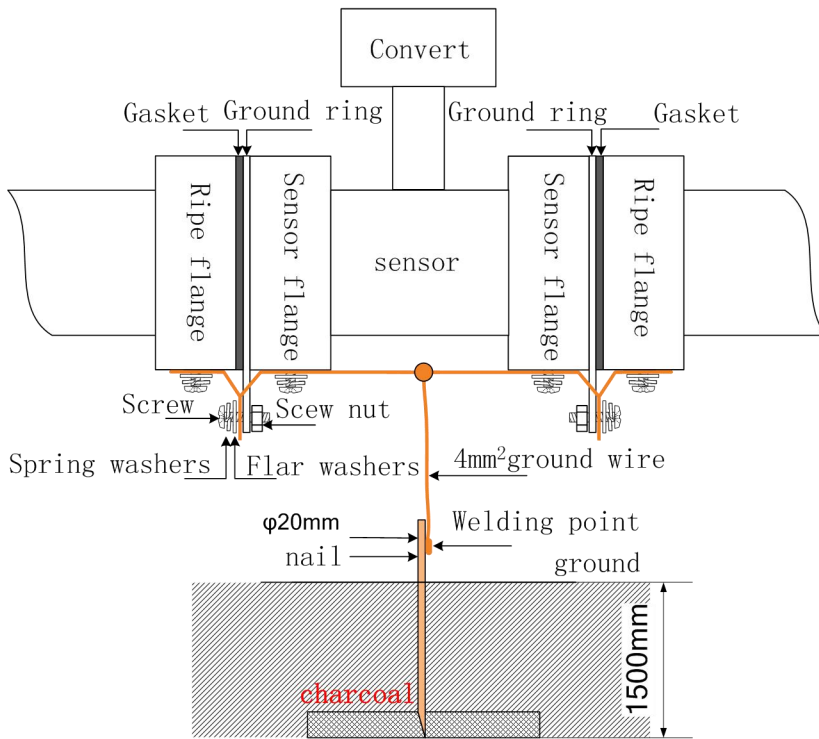 Convert
Gasket
Ground ring
Ground ring
Gasket
Ripe flange
Sensor flange
sensor
Sensor flange
Ripe flange
Screw
Scew nut
Spring washers
Flar washers
4mm²ground wire
φ20mm
Welding point
nail
ground
charcoal
1500mm